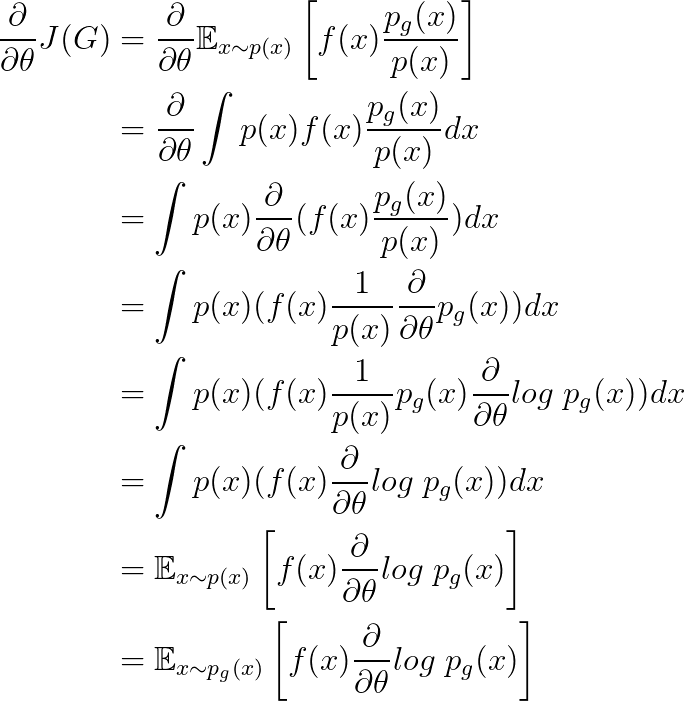 ∂/∂θ J(G) = ∂/∂θ 𝔼_{x∼p(x)} [ f(x) p_g(x)/p(x) ]
= ∂/∂θ ∫ p(x)f(x) p_g(x)/p(x) dx
= ∫ p(x) ∂/∂θ (f(x) p_g(x)/p(x) )dx
= ∫ p(x)(f(x) 1/p(x) ∂/∂θ p_g(x))dx
= ∫ p(x)(f(x) 1/p(x) p_g(x) ∂/∂θ log p_g(x))dx
= ∫ p(x)(f(x) ∂/∂θ log p_g(x))dx
= 𝔼_{x∼p(x)} [ f(x) ∂/∂θ log p_g(x) ]
= 𝔼_{x∼p_g(x)} [ f(x) ∂/∂θ log p_g(x) ]